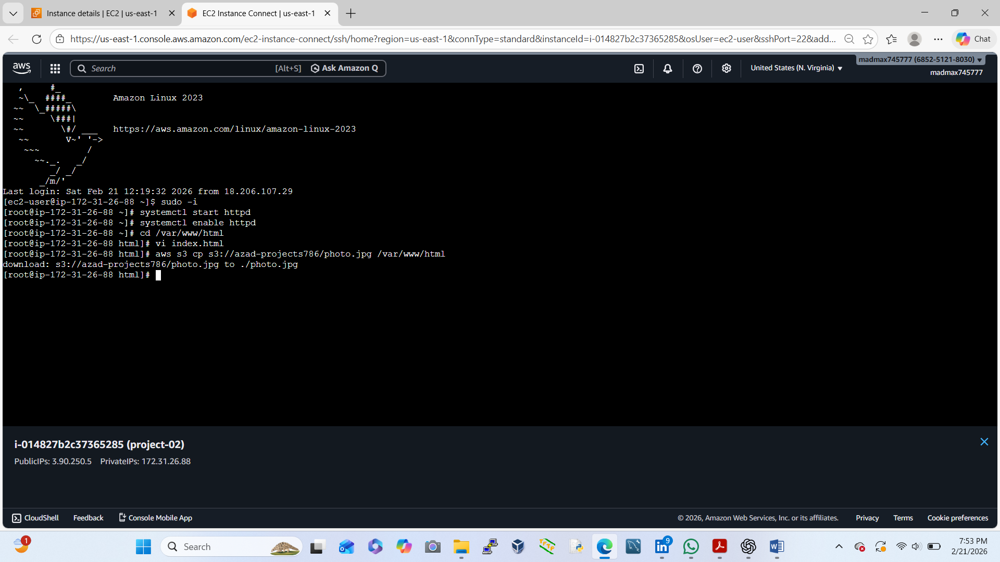 Instance details | EC2 | us-east-1
EC2 Instance Connect | us-east-1
https://us-east-1.console.aws.amazon.com/ec2-instance-connect/ssh/home?region=us-east-1&connType=standard&instanceId=i-014827b2c37365285&osUser=ec2-user&sshPort=22&add...
Chat
aws
Search [Alt+S] Ask Amazon Q
United States (N. Virginia) ▼
madmax745777 (6852-5121-8030) ▼
madmax745777
   ,     #_
   ~\_  ####_        Amazon Linux 2023
  ~~  \_#####\
  ~~     \###|
  ~~       \#/ ___   https://aws.amazon.com/linux/amazon-linux-2023
   ~~       V~' '->
    ~~~         /
      ~~._.   _/
         _/ _/
       _/m/'
Last login: Sat Feb 21 12:19:32 2026 from 18.206.107.29
[ec2-user@ip-172-31-26-88 ~]$ sudo -i
[root@ip-172-31-26-88 ~]# systemctl start httpd
[root@ip-172-31-26-88 ~]# systemctl enable httpd
[root@ip-172-31-26-88 ~]# cd /var/www/html
[root@ip-172-31-26-88 html]# vi index.html
[root@ip-172-31-26-88 html]# aws s3 cp s3://azad-projects786/photo.jpg /var/www/html
download: s3://azad-projects786/photo.jpg to ./photo.jpg
[root@ip-172-31-26-88 html]#
i-014827b2c37365285 (project-02)
PublicIPs: 3.90.250.5 PrivateIPs: 172.31.26.88
CloudShell Feedback Console Mobile App
© 2026, Amazon Web Services, Inc. or its affiliates. Privacy Terms Cookie preferences
1
Search
TFTP
9
7:53 PM
2/21/2026